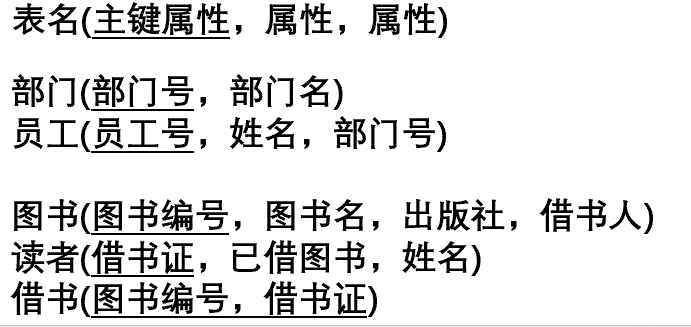 表名(主键属性，属性，属性)
部门(部门号，部门名)
员工(员工号，姓名，部门号)
图书(图书编号，图书名，出版社，借书人)
读者(借书证，已借图书，姓名)
借书(图书编号，借书证)